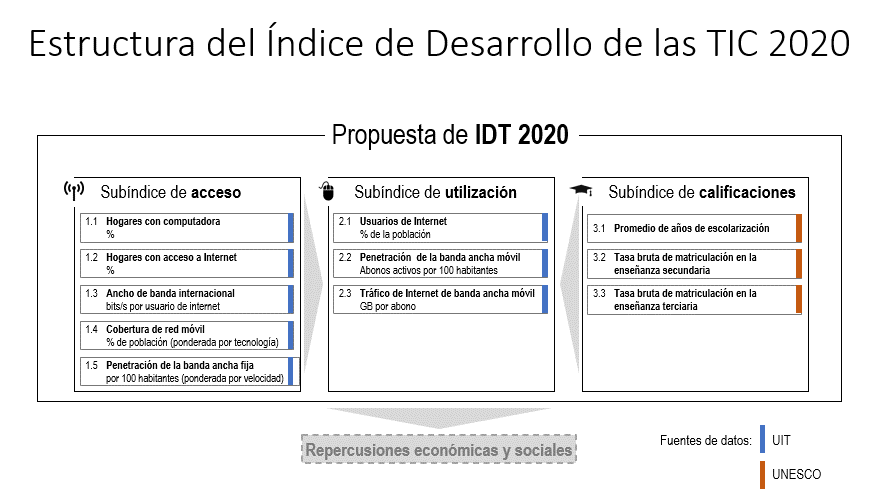 Estructura del Índice de Desarrollo de las TIC 2020
Propuesta de IDT 2020
Subíndice de acceso
1.1 Hogares con computadora
%
1.2 Hogares con acceso a Internet
%
1.3 Ancho de banda internacional
bits/s por usuario de internet
1.4 Cobertura de red móvil
% de población (ponderada por tecnología)
1.5 Penetración de la banda ancha fija
por 100 habitantes (ponderada por velocidad)
Subíndice de utilización
2.1 Usuarios de Internet
% de la población
2.2 Penetración de la banda ancha móvil
Abonos activos por 100 habitantes
2.3 Tráfico de Internet de banda ancha móvil
GB por abono
Subíndice de calificaciones
3.1 Promedio de años de escolarización
3.2 Tasa bruta de matriculación en la
enseñanza secundaria
3.3 Tasa bruta de matriculación en la
enseñanza terciaria
Repercusiones económicas y sociales
Fuentes de datos: UIT
UNESCO